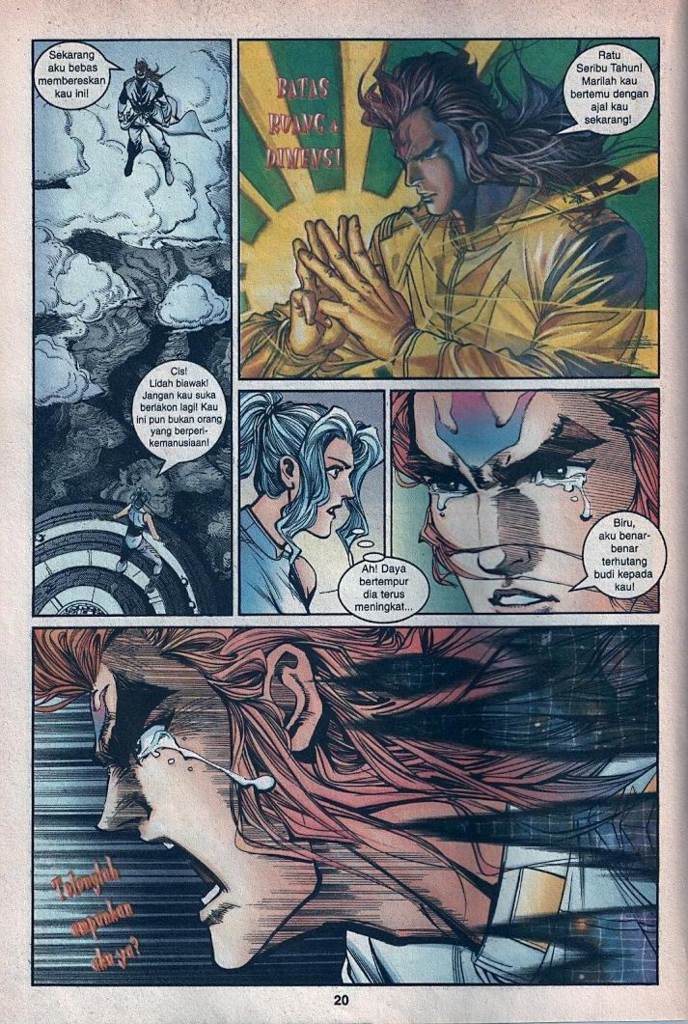 Sekarang
aku bebas
membereskan
kau ini!
Cis!
Lidah biawak!
Jangan kau suka
berlakon lagi! Kau
ini pun bukan orang
yang berperi-
kemanusiaan!
BATAS
RUANG &
DIMENSI
Ratu
Seribu Tahun!
Marilah kau
bertemu dengan
ajal kau
sekarang!
Ah! Daya
bertempur
dia terus
meningkat...
Biru,
aku benar-
benar
terhutang
budi kepada
kau!
Tolonglah
ampunkan
aku ya?
20